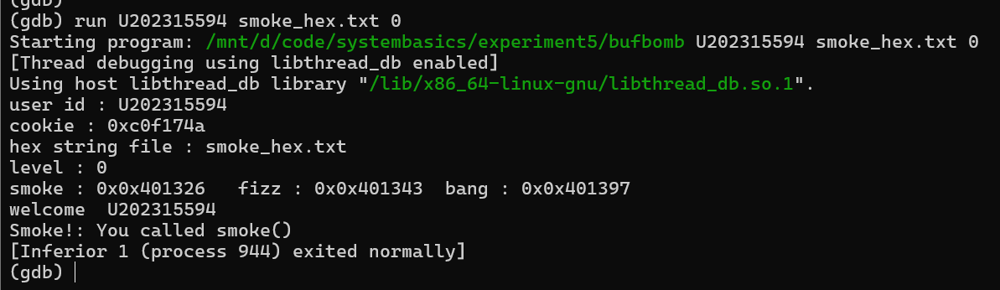 (gdb)
(gdb) run U202315594 smoke_hex.txt 0
Starting program: /mnt/d/code/systembasics/experiment5/bufbomb U202315594 smoke_hex.txt 0
[Thread debugging using libthread_db enabled]
Using host libthread_db library "/lib/x86_64-linux-gnu/libthread_db.so.1".
user id : U202315594
cookie : 0xc0f174a
hex string file : smoke_hex.txt
level : 0
smoke : 0x0x401326   fizz : 0x0x401343  bang : 0x0x401397
welcome  U202315594
Smoke!: You called smoke()
[Inferior 1 (process 944) exited normally]
(gdb)